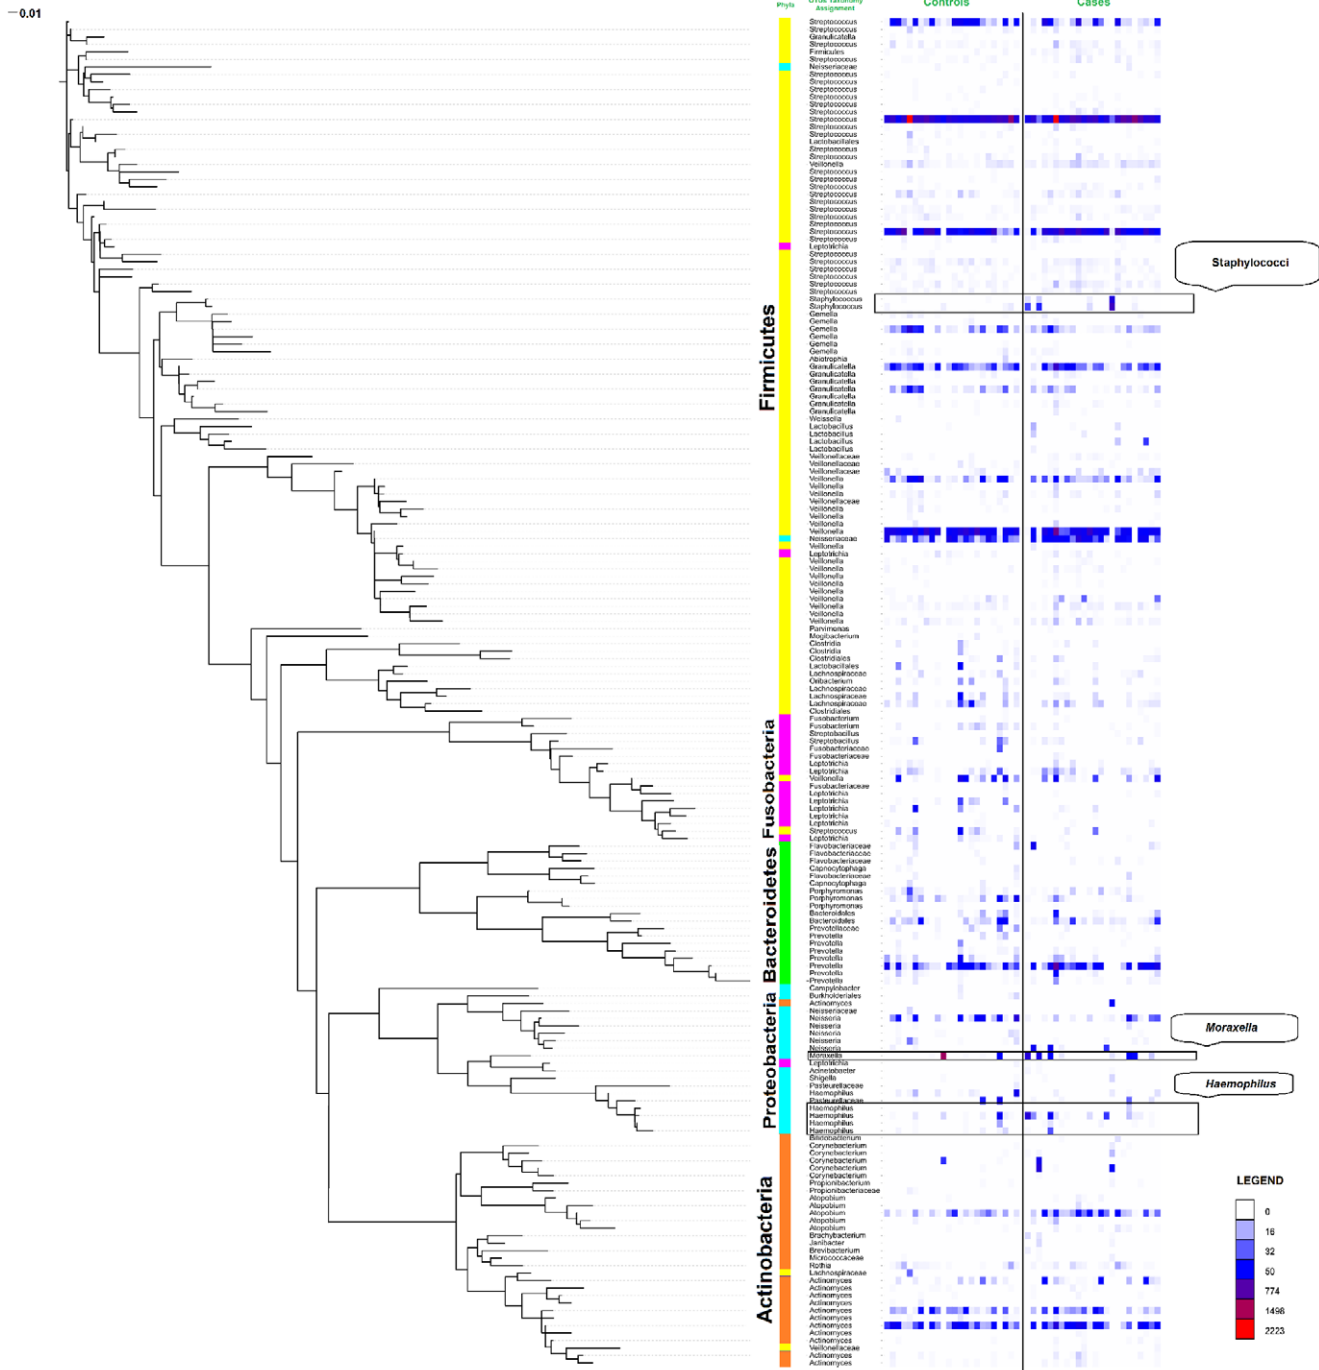 0.01
Phyla
OTUs Taxonomy
Assignment
Controls
Cases
Streptococcus
Streptococcus
Granulicatella
Streptococcus
Firmicutes
Streptococcus
Neisseriaceae
Streptococcus
Streptococcus
Streptococcus
Streptococcus
Streptococcus
Streptococcus
Streptococcus
Streptococcus
Streptococcus
Lactobacillales
Streptococcus
Streptococcus
Veillonella
Streptococcus
Streptococcus
Streptococcus
Streptococcus
Streptococcus
Streptococcus
Streptococcus
Streptococcus
Streptococcus
Streptococcus
Leptotrichia
Streptococcus
Streptococcus
Streptococcus
Streptococcus
Streptococcus
Streptococcus
Staphylococcus
Staphylococcus
Gemella
Gemella
Gemella
Gemella
Gemella
Gemella
Abiotrophia
Granulicatella
Granulicatella
Granulicatella
Granulicatella
Granulicatella
Granulicatella
Granulicatella
Weissella
Lactobacillus
Lactobacillus
Lactobacillus
Lactobacillus
Veillonellaceae
Veillonellaceae
Veillonellaceae
Veillonella
Veillonella
Veillonella
Veillonellaceae
Veillonella
Veillonella
Veillonella
Veillonella
Neisseriaceae
Veillonella
Leptotrichia
Veillonella
Veillonella
Veillonella
Veillonella
Veillonella
Veillonella
Veillonella
Veillonella
Veillonella
Parvimonas
Mogibacterium
Clostridia
Clostridia
Clostridiales
Lactobacillales
Lachnospiraceae
Oribacterium
Lachnospiraceae
Lachnospiraceae
Lachnospiraceae
Clostridiales
Fusobacterium
Fusobacterium
Streptobacillus
Streptobacillus
Fusobacteriaceae
Fusobacteriaceae
Leptotrichia
Leptotrichia
Veillonella
Fusobacteriaceae
Leptotrichia
Leptotrichia
Leptotrichia
Leptotrichia
Leptotrichia
Streptococcus
Leptotrichia
Flavobacteriaceae
Flavobacteriaceae
Flavobacteriaceae
Capnocytophaga
Flavobacteriaceae
Capnocytophaga
Porphyromonas
Porphyromonas
Porphyromonas
Bacteroidales
Bacteroidales
Prevotellaceae
Prevotella
Prevotella
Prevotella
Prevotella
Prevotella
Prevotella
Prevotella
Campylobacter
Burkholderiales
Actinomyces
Neisseriaceae
Neisseria
Neisseria
Neisseria
Neisseria
Neisseria
Moraxella
Leptotrichia
Acinetobacter
Shigella
Pasteurellaceae
Haemophilus
Pasteurellaceae
Haemophilus
Haemophilus
Haemophilus
Haemophilus
Bifidobacterium
Corynebacterium
Corynebacterium
Corynebacterium
Corynebacterium
Corynebacterium
Propionibacterium
Propionibacteriaceae
Atopobium
Atopobium
Atopobium
Atopobium
Atopobium
Brachybacterium
Janibacter
Brevibacterium
Micrococcaceae
Rothia
Lachnospiraceae
Actinomyces
Actinomyces
Actinomyces
Actinomyces
Actinomyces
Actinomyces
Actinomyces
Actinomyces
Actinomyces
Veillonellaceae
Actinomyces
Actinomyces
Firmicutes
Fusobacteria
Bacteroidetes
Proteobacteria
Actinobacteria
Staphylococci
Moraxella
Haemophilus
LEGEND
0
16
32
50
774
1498
2223